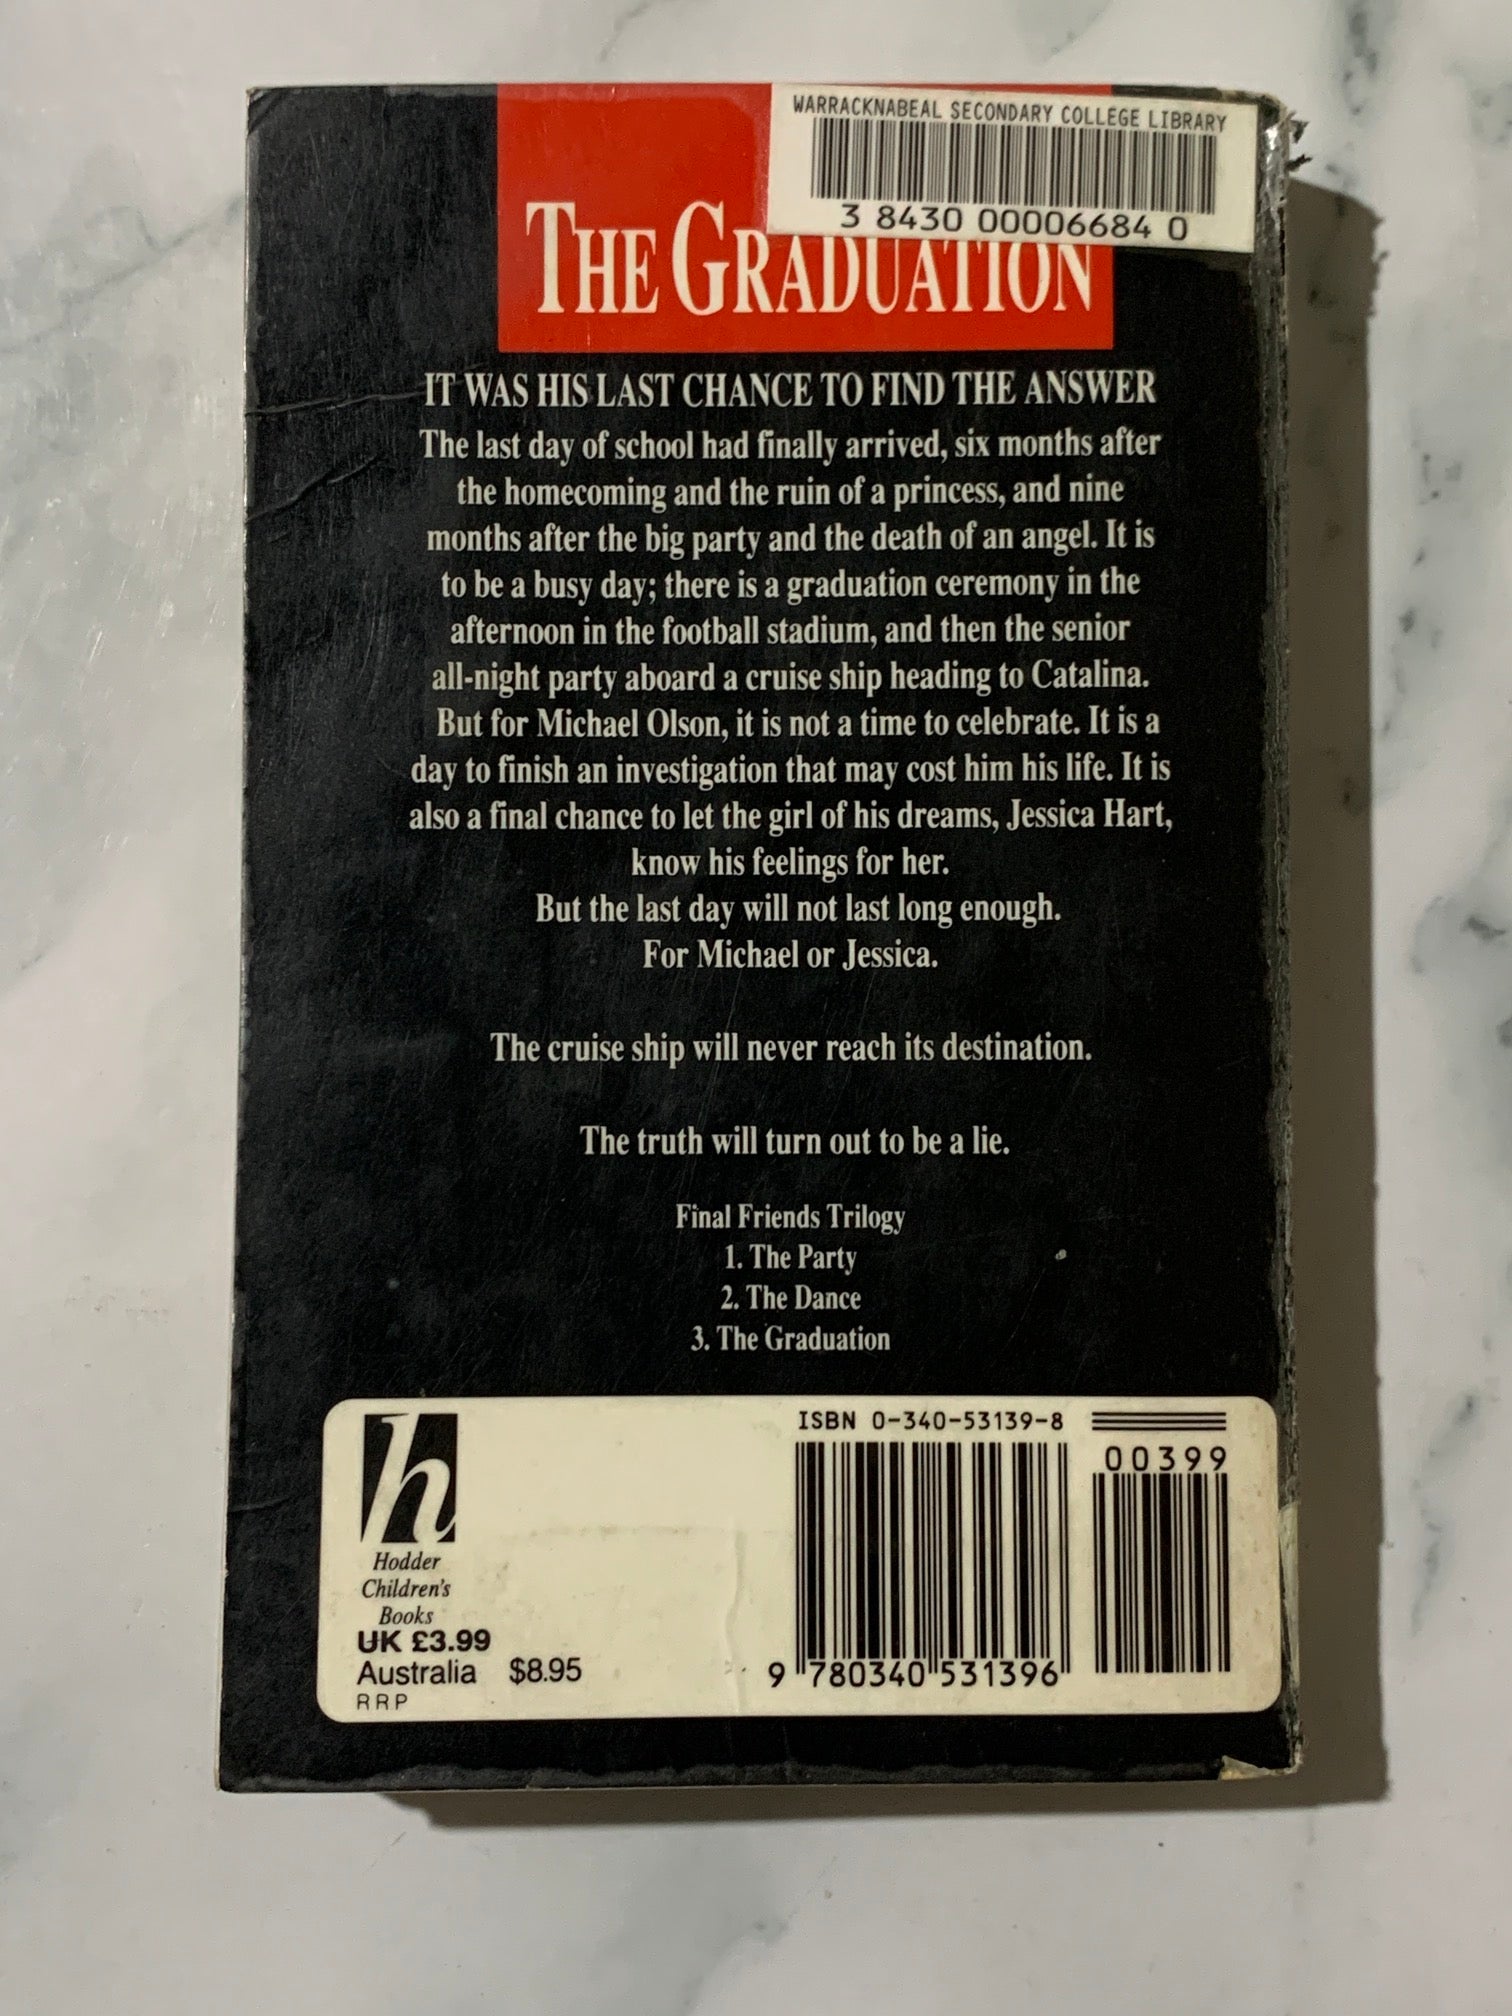 WARRACKNABEAL SECONDARY COLLEGE LIBRARY
3 8430 00006684 0
THE GRADUATION
IT WAS HIS LAST CHANCE TO FIND THE ANSWER
The last day of school had finally arrived, six months after
the homecoming and the ruin of a princess, and nine
months after the big party and the death of an angel. It is
to be a busy day; there is a graduation ceremony in the
afternoon in the football stadium, and then the senior
all-night party aboard a cruise ship heading to Catalina.
But for Michael Olson, it is not a time to celebrate. It is a
day to finish an investigation that may cost him his life. It is
also a final chance to let the girl of his dreams, Jessica Hart,
know his feelings for her.
But the last day will not last long enough.
For Michael or Jessica.
The cruise ship will never reach its destination.
The truth will turn out to be a lie.
Final Friends Trilogy
1. The Party
2. The Dance
3. The Graduation
h
Hodder
Children's
Books
UK £3.99
Australia $8.95
RRP
ISBN 0-340-53139-8
00399
9 780340 531396